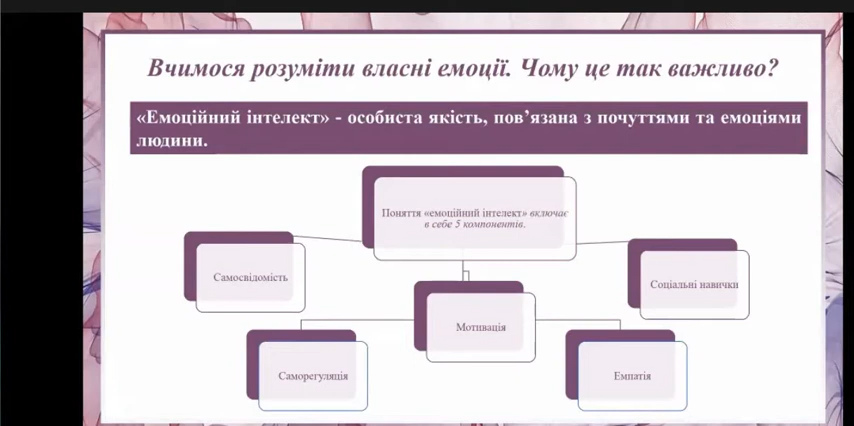 Вчимося розуміти власні емоції. Чому це так важливо?
«Емоційний інтелект» - особиста якість, пов’язана з почуттями та емоціями
людини.
Поняття «емоційний інтелект» включає
в себе 5 компонентів.
Самосвідомість
Соціальні навички
Мотивація
Саморегуляція
Емпатія